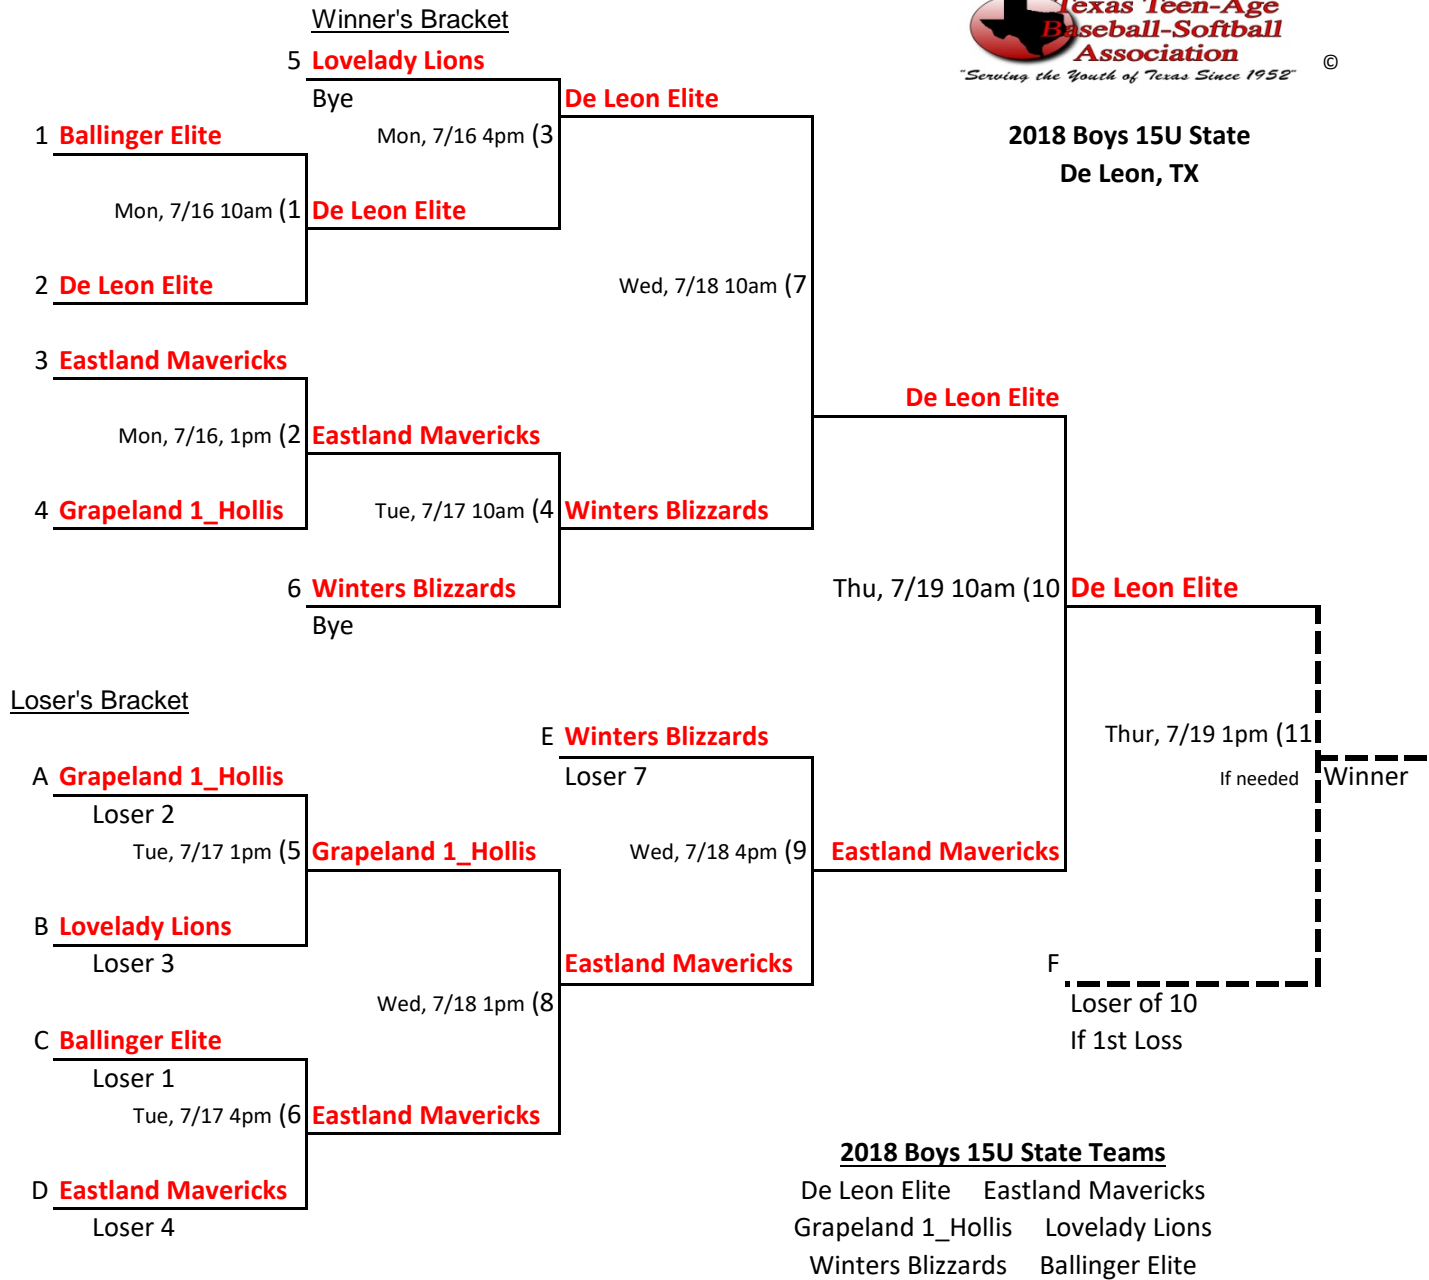 Winner's Bracket
Texas Teen-Age
Baseball-Softball
Association
"Serving the Youth of Texas Since 1952"
©
2018 Boys 15U State
De Leon, TX
5 Lovelady Lions
Bye
De Leon Elite
1 Ballinger Elite
Mon, 7/16 4pm (3
Mon, 7/16 10am (1
De Leon Elite
2 De Leon Elite
Wed, 7/18 10am (7
3 Eastland Mavericks
De Leon Elite
Mon, 7/16, 1pm (2
Eastland Mavericks
4 Grapeland 1_Hollis
Tue, 7/17 10am (4
Winters Blizzards
6 Winters Blizzards
Bye
Thu, 7/19 10am (10
De Leon Elite
Loser's Bracket
E Winters Blizzards
Loser 7
Thur, 7/19 1pm (11
If needed
Winner
A Grapeland 1_Hollis
Loser 2
Tue, 7/17 1pm (5
Grapeland 1_Hollis
Wed, 7/18 4pm (9
Eastland Mavericks
B Lovelady Lions
Loser 3
Eastland Mavericks
F
Loser of 10
If 1st Loss
Wed, 7/18 1pm (8
C Ballinger Elite
Loser 1
Tue, 7/17 4pm (6
Eastland Mavericks
D Eastland Mavericks
Loser 4
2018 Boys 15U State Teams
De Leon Elite Eastland Mavericks
Grapeland 1_Hollis Lovelady Lions
Winters Blizzards Ballinger Elite